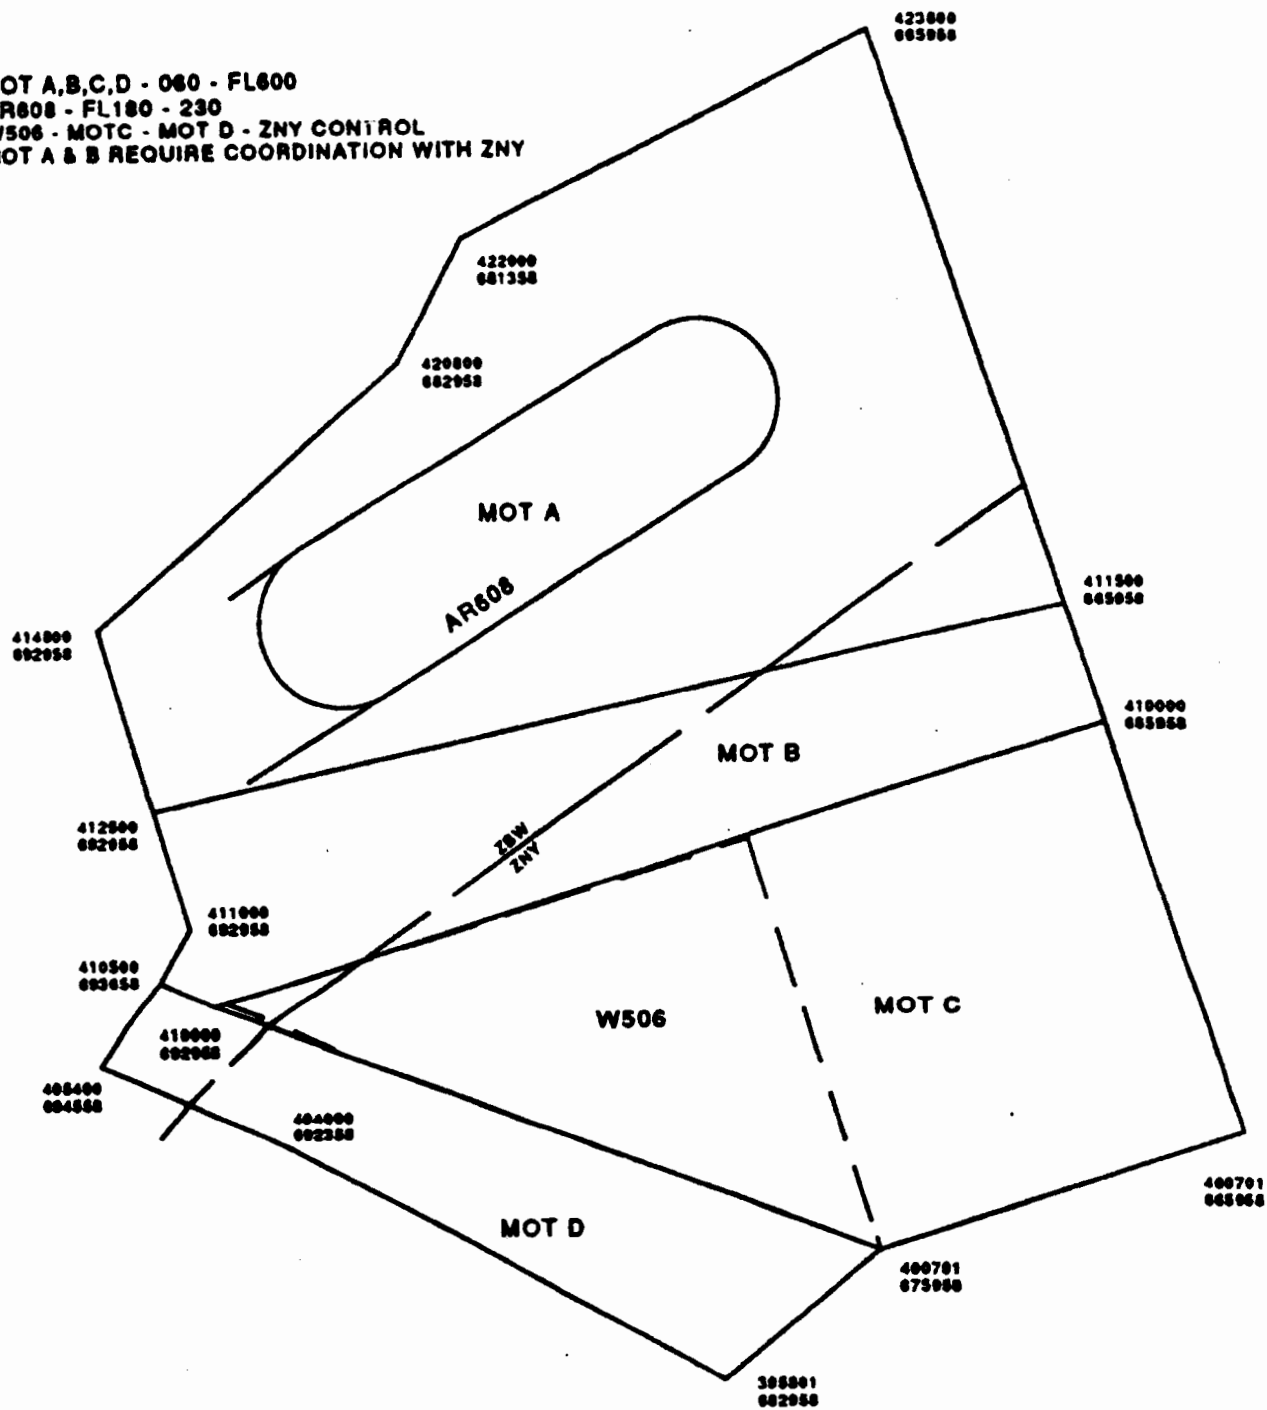 423800
665958
OT A,B,C,D - 060 - FL600
R608 - FL180 - 230
W506 - MOTC - MOT D - ZNY CONTROL
OT A & B REQUIRE COORDINATION WITH ZNY
422000
681358
420800
682958
MOT A
AR608
411500
665958
414800
692958
410000
665958
MOT B
412500
692958
ZBW
ZNY
411000
692958
410500
693658
W506
MOT C
410000
692958
405400
694558
404000
692358
400701
665958
MOT D
400701
675958
395801
682958